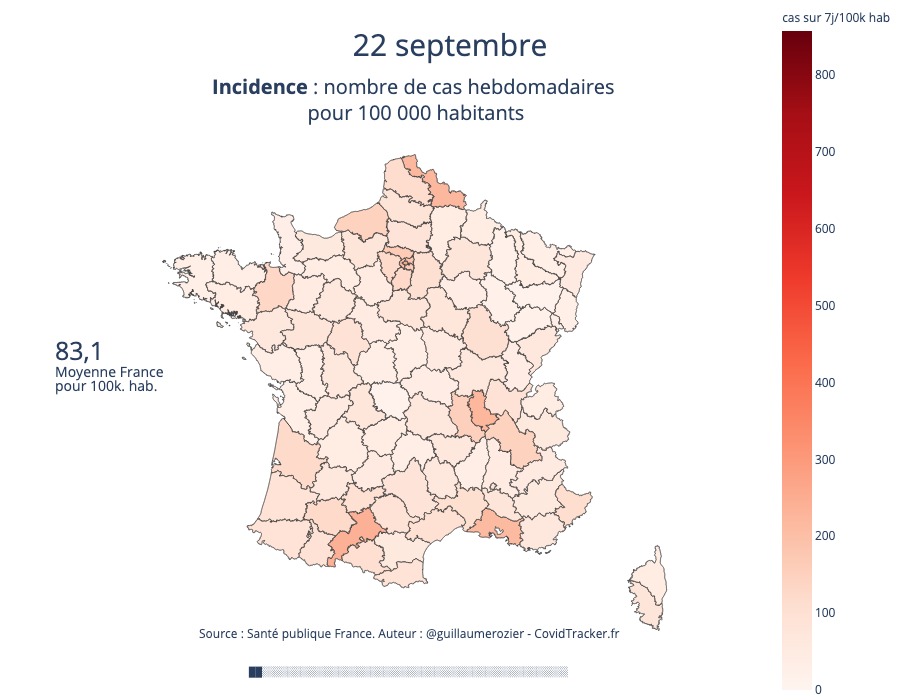 cas sur 7j/100k hab
22 septembre
Incidence : nombre de cas hebdomadaires
pour 100 000 habitants
800
700
600
500
400
300
200
100
0
83,1
Moyenne France
pour 100k. hab.
Source : Santé publique France. Auteur : @guillaumerozier - CovidTracker.fr